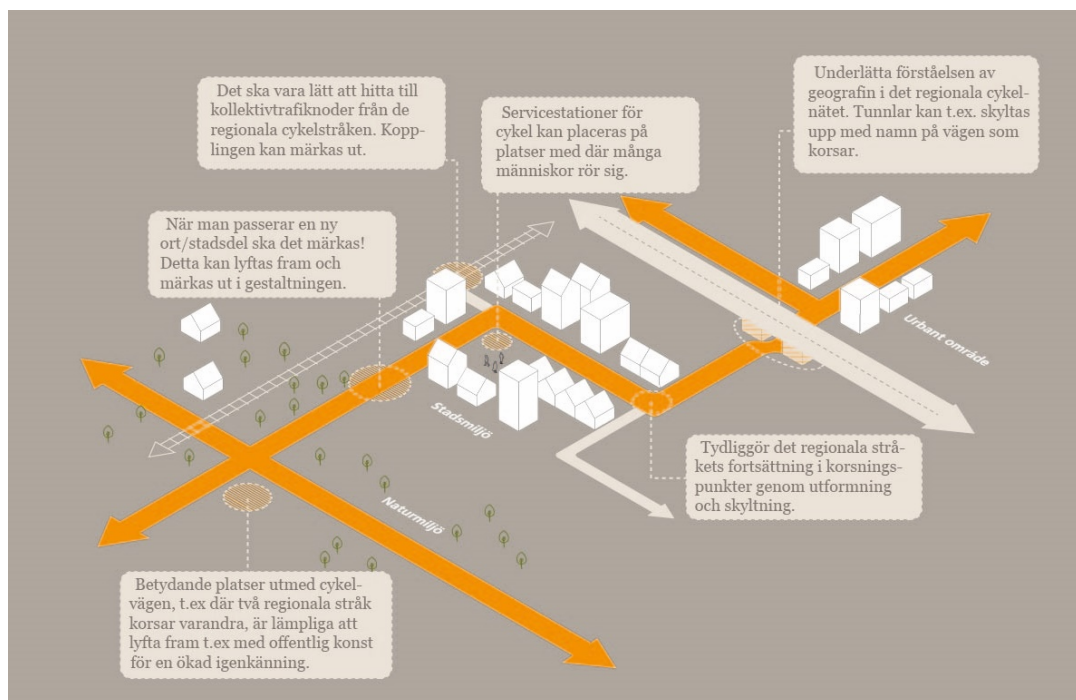 Det ska vara lätt att hitta till
kollektivtrafiknoder från de
regionala cykelstråken. Kopp-
lingen kan märkas ut.
Servicestationer för
cykel kan placeras på
platser med där många
människor rör sig.
Underlätta förståelsen av
geografin i det regionala cykel-
nätet. Tunnlar kan t.ex. skyltas
upp med namn på vägen som
korsar.
När man passerar en ny
ort/stadsdel ska det märkas!
Detta kan lyftas fram och
märkas ut i gestaltningen.
Urbant område
Stadsmiljö
Naturmiljö
Tydliggör det regionala strå-
kets fortsättning i korsnings-
punkter genom utformning
och skyltning.
Betydande platser utmed cykel-
vägen, t.ex där två regionala stråk
korsar varandra, är lämpliga att
lyfta fram t.ex med offentlig konst
för en ökad igenkänning.